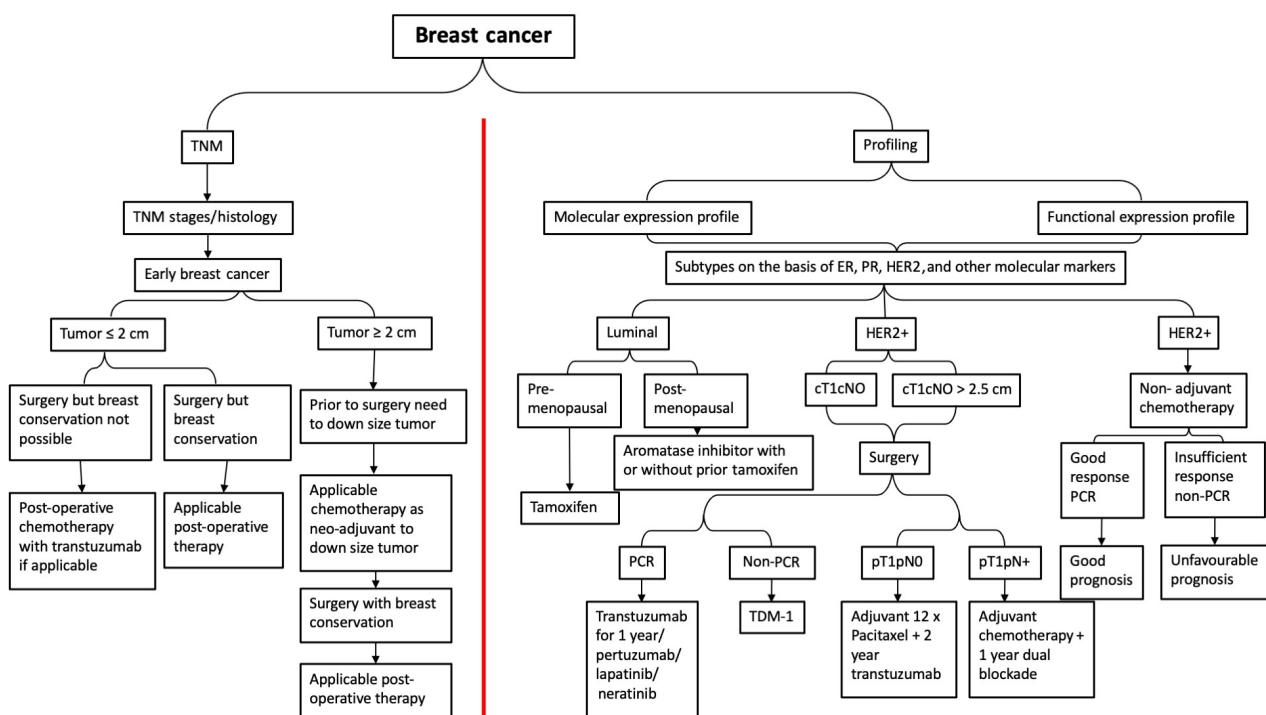 Breast cancer
TNM
TNM stages/histology
Early breast cancer
Tumor ≤ 2 cm
Tumor ≥ 2 cm
Surgery but breast
conservation not
possible
Surgery but
breast
conservation
Prior to surgery need
to down size tumor
Post-operative
chemotherapy
with transtuzumab
if applicable
Applicable
post-operative
therapy
Applicable
chemotherapy as
neo-adjuvant to
down size tumor
Surgery with breast
conservation
Applicable post-
operative therapy
Profiling
Molecular expression profile
Functional expression profile
Subtypes on the basis of ER, PR, HER2, and other molecular markers
Luminal
HER2+
HER2+
Pre-
menopausal
Post-
menopausal
Tamoxifen
Aromatase inhibitor with
or without prior tamoxifen
cT1cNO
cT1cNO > 2.5 cm
Surgery
PCR
Non-PCR
pT1pN0
pT1pN+
Transtuzumab
for 1 year/
pertuzumab/
lapatinib/
neratinib
TDM-1
Adjuvant 12 x
Pacitaxel + 2
year
transtuzumab
Adjuvant
chemotherapy +
1 year dual
blockade
Non- adjuvant
chemotherapy
Good
response
PCR
Insufficient
response
non-PCR
Good
prognosis
Unfavourable
prognosis